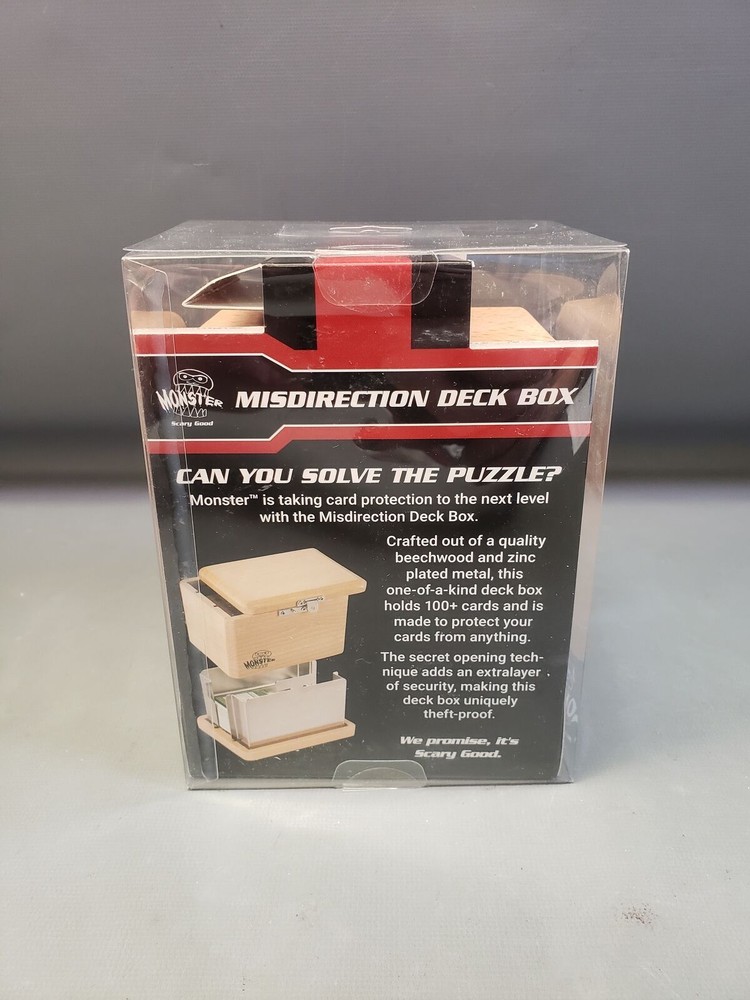 MONSTER
Scary Good
MISDIRECTION DECK BOX
CAN YOU SOLVE THE PUZZLE?
Monster™ is taking card protection to the next level
with the Misdirection Deck Box.
Crafted out of a quality
beechwood and zinc
plated metal, this
one-of-a-kind deck box
holds 100+ cards and is
made to protect your
cards from anything.
The secret opening tech-
nique adds an extralayer
of security, making this
deck box uniquely
theft-proof.
We promise, it's
Scary Good.
MONSTER